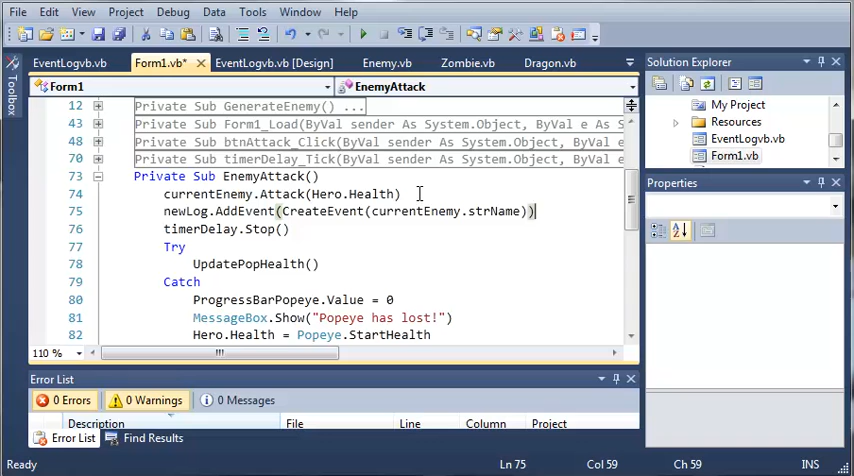 File Edit View Project Debug Data Tools Window Help
EventLogvb.vb Form1.vb* EventLogvb.vb [Design] Enemy.vb Zombie.vb Dragon.vb
Toolbox
Form1 EnemyAttack
12 Private Sub GenerateEnemy() ...
43 Private Sub Form1_Load(ByVal sender As System.Object, ByVal e As S
48 Private Sub btnAttack_Click(ByVal sender As System.Object, ByVal e
70 Private Sub timerDelay_Tick(ByVal sender As System.Object, ByVal e
73 Private Sub EnemyAttack()
74 currentEnemy.Attack(Hero.Health)
75 newLog.AddEvent(CreateEvent(currentEnemy.strName))
76 timerDelay.Stop()
77 Try
78 UpdatePopHealth()
79 Catch
80 ProgressBarPopeye.Value = 0
81 MessageBox.Show("Popeye has lost!")
82 Hero.Health = Popeye.StartHealth
110 %
Solution Explorer
My Project
Resources
EventLogvb.vb
Form1.vb
Properties
Error List
0 Errors 0 Warnings 0 Messages
Description File Line Column Project
Error List Find Results
Ready Ln 75 Col 59 Ch 59 INS